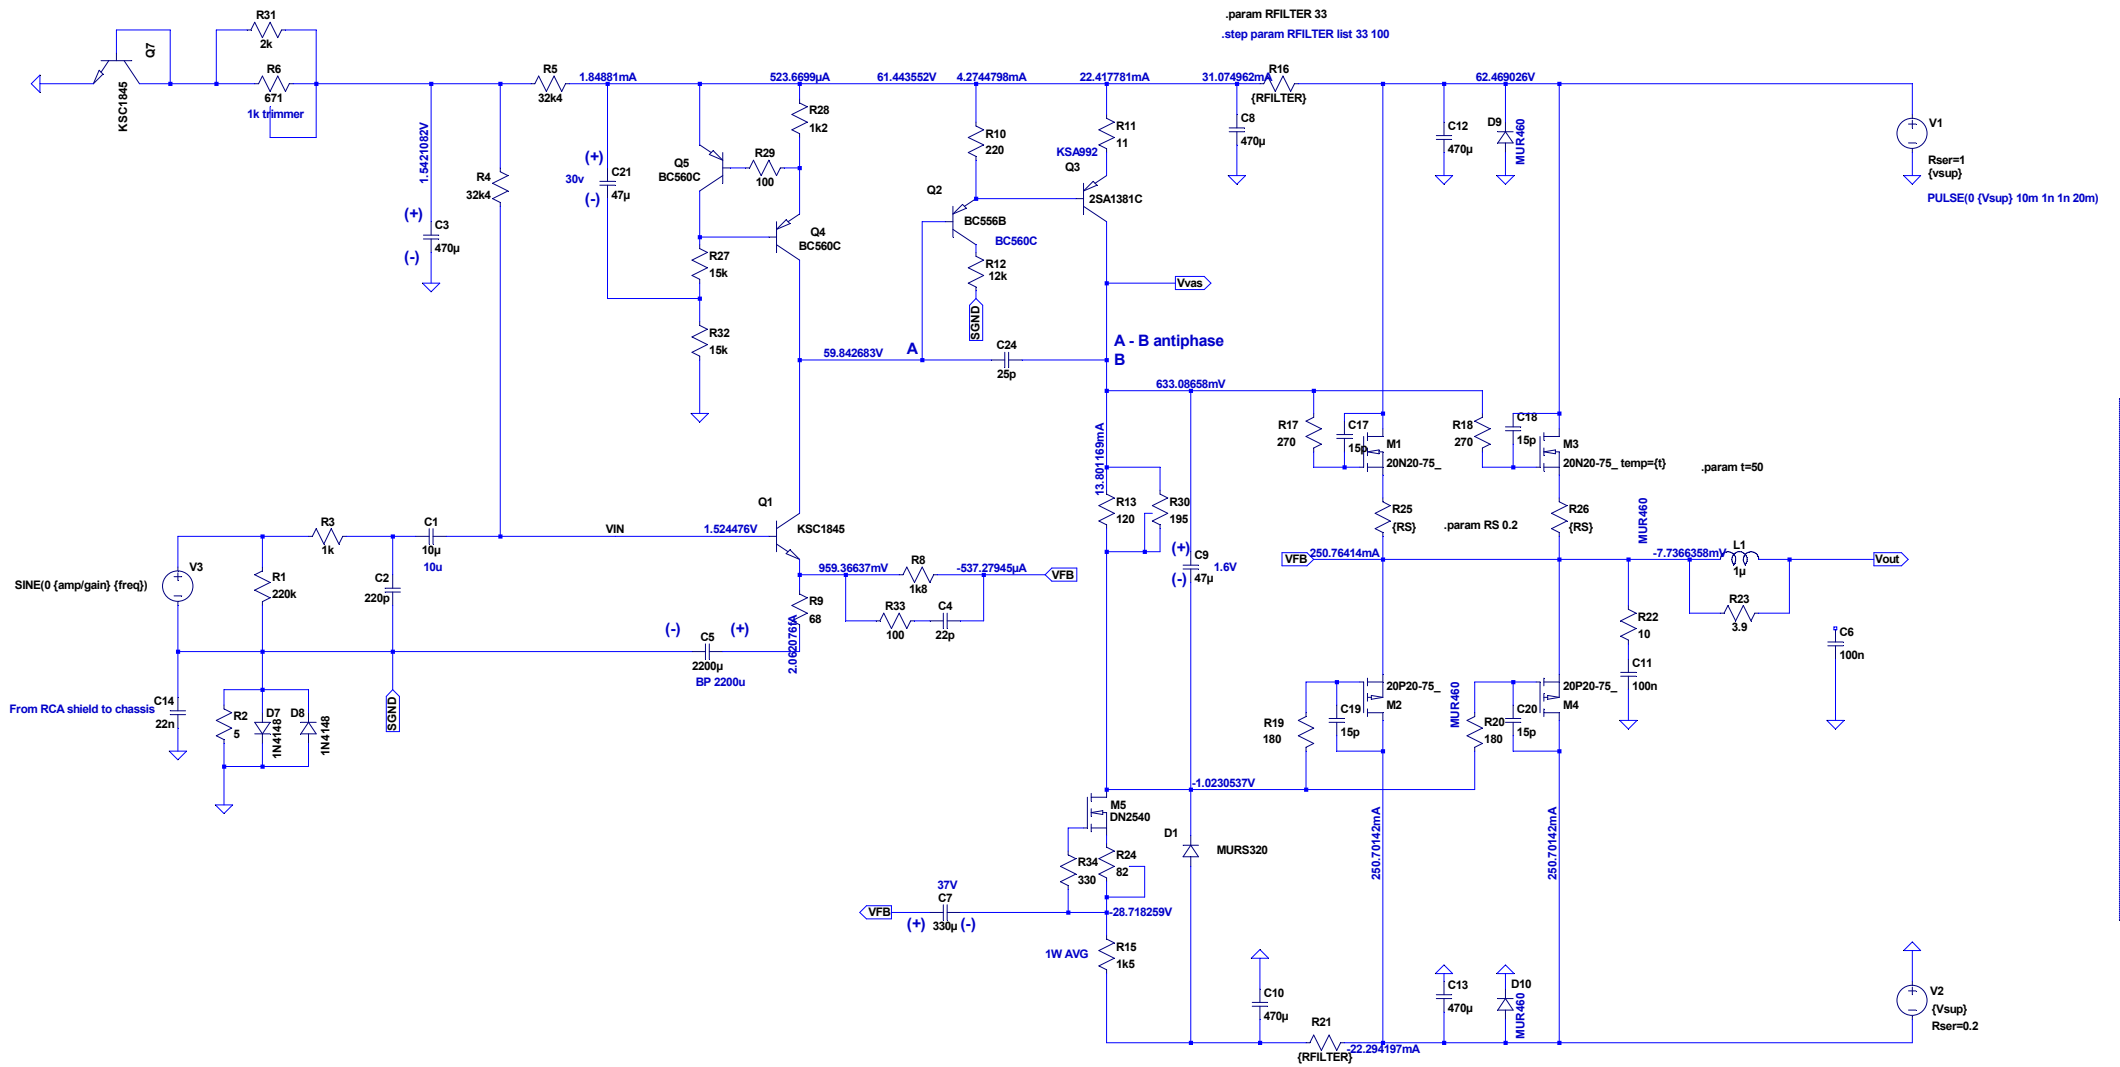 .param RFILTER 33
.step param RFILTER list 33 100
R31
2k
Q7
KSC1845
R6
671
1k trimmer
R5
32k4
1.84881mA
523.6699µA
61.443552V
4.2744798mA
22.417781mA
31.074962mA
R16
{RFILTER}
62.469026V
1.5421082V
(+)
C3
470µ
(-)
R4
32k4
(+)
30v
C21
47µ
(-)
Q5
BC560C
R29
100
R28
1k2
Q4
BC560C
R27
15k
R32
15k
R10
220
Q2
BC556B
BC560C
R12
12k
SGND
R11
11
KSA992
Q3
2SA1381C
C8
470µ
C12
470µ
D9
MUR460
V1
Rser=1
{vsup}
PULSE(0 {Vsup} 10m 1n 1n 20m)
Vvas
59.842683V
A
C24
25p
A - B antiphase
B
633.08658mV
13.801169mA
R17
270
C17
15p
M1
20N20-75_
R18
270
C18
15p
M3
20N20-75_ temp={t}
.param t=50
R13
120
R30
195
R25
{RS}
.param RS 0.2
R26
{RS}
MUR460
Q1
KSC1845
VIN
1.524476V
R3
1k
C1
10µ
10u
V3
SINE(0 {amp/gain} {freq})
R1
220k
C2
220p
959.36637mV
R8
1k8
-537.27945µA
VFB
R33
100
C4
22p
R9
68
2.062076fA
(-)
C5
(+)
2200µ
BP 2200u
(+)
C9
47µ
(-)
1.6V
VFB
250.76414mA
-7.7366358mV
L1
1µ
Vout
R23
3.9
R22
10
C11
100n
C6
100n
From RCA shield to chassis
C14
22n
R2
5
D7
1N4148
D8
1N4148
SGND
20P20-75_
M2
R19
180
C19
15p
MUR460
R20
180
C20
15p
20P20-75_
M4
-1.0230537V
M5
DN2540
D1
MURS320
R34
330
R24
82
250.70142mA
250.70142mA
37V
VFB
C7
(+)
330µ
(-)
-28.718259V
1W AVG
R15
1k5
C10
470µ
R21
{RFILTER}
-22.294197mA
C13
470µ
D10
MUR460
V2
{Vsup}
Rser=0.2